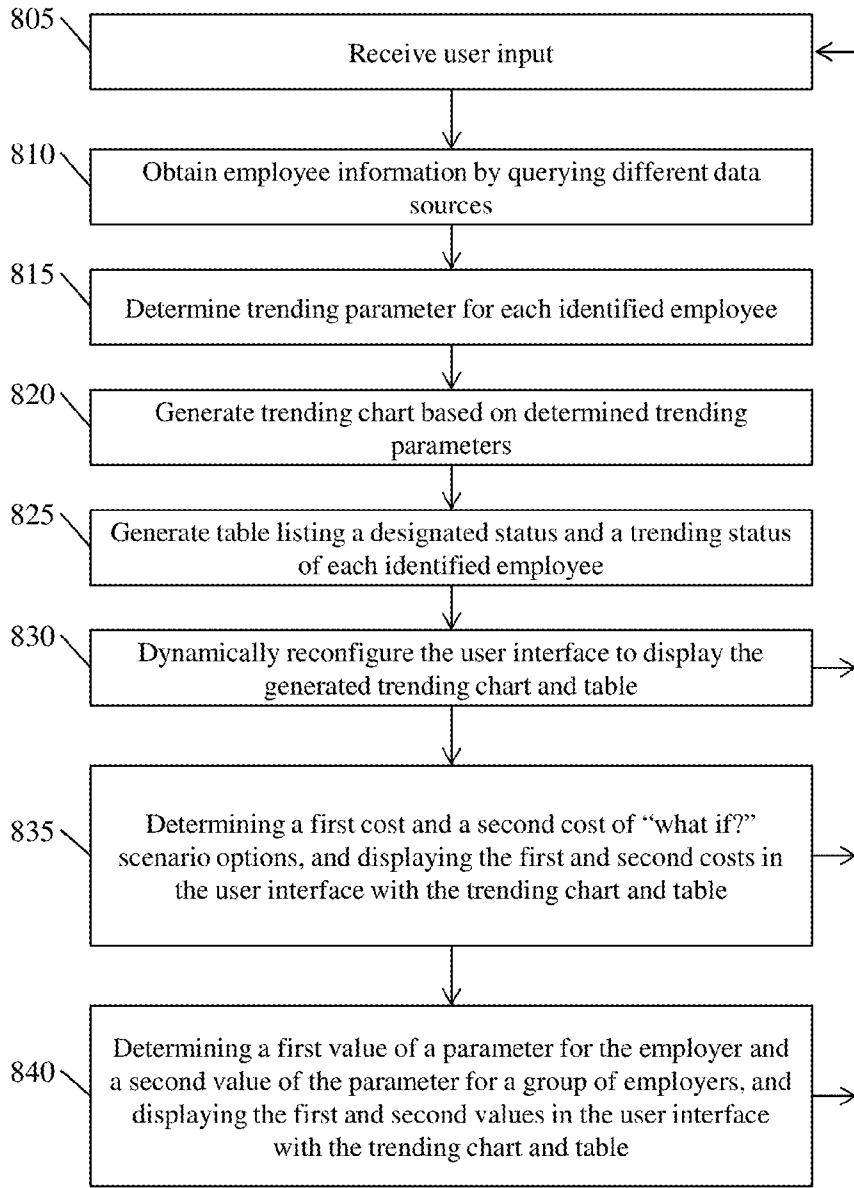 805
Receive user input
810
Obtain employee information by querying different data
sources
815
Determine trending parameter for each identified employee
820
Generate trending chart based on determined trending
parameters
825
Generate table listing a designated status and a trending status
of each identified employee
830
Dynamically reconfigure the user interface to display the
generated trending chart and table
835
Determining a first cost and a second cost of “what if?”
scenario options, and displaying the first and second costs in
the user interface with the trending chart and table
840
Determining a first value of a parameter for the employer and
a second value of the parameter for a group of employers, and
displaying the first and second values in the user interface
with the trending chart and table